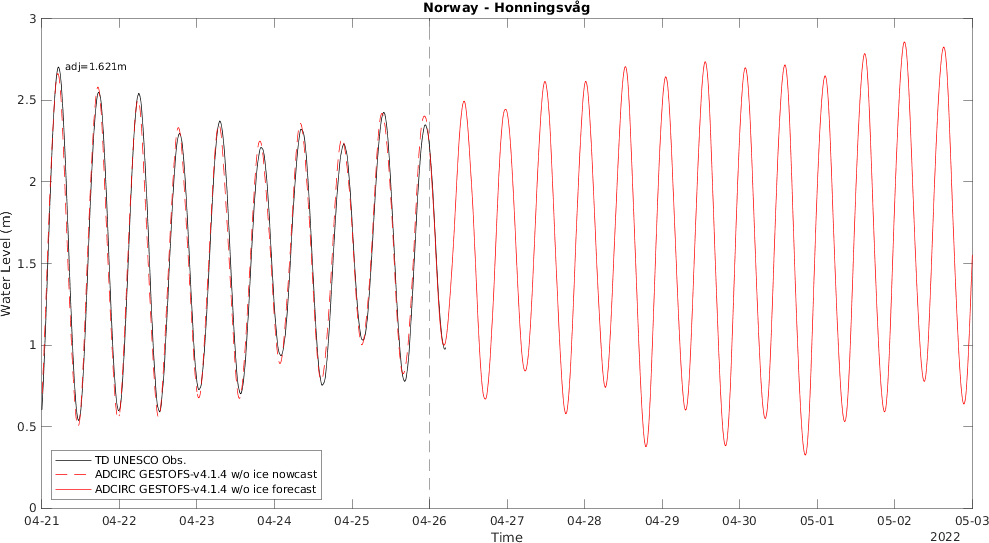 Norway - Honningsvåg
adj=1.621m
3
2.5
2
1.5
1
0.5
0
Water Level (m)
TD UNESCO Obs.
ADCIRC GESTOFS-v4.1.4 w/o ice nowcast
ADCIRC GESTOFS-v4.1.4 w/o ice forecast
04-21 04-22 04-23 04-24 04-25 04-26 04-27 04-28 04-29 04-30 05-01 05-02 05-03
Time
2022